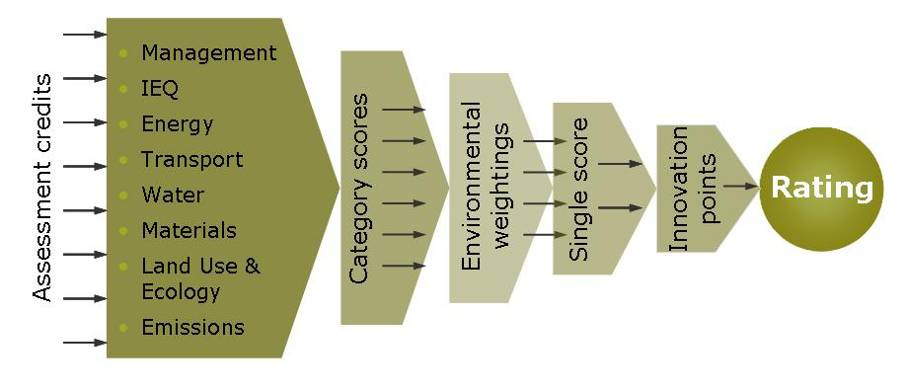 Assessment credits
Management
IEQ
Energy
Transport
Water
Materials
Land Use &
Ecology
Emissions
Category scores
Environmental
weightings
Single score
Innovation
points
Rating